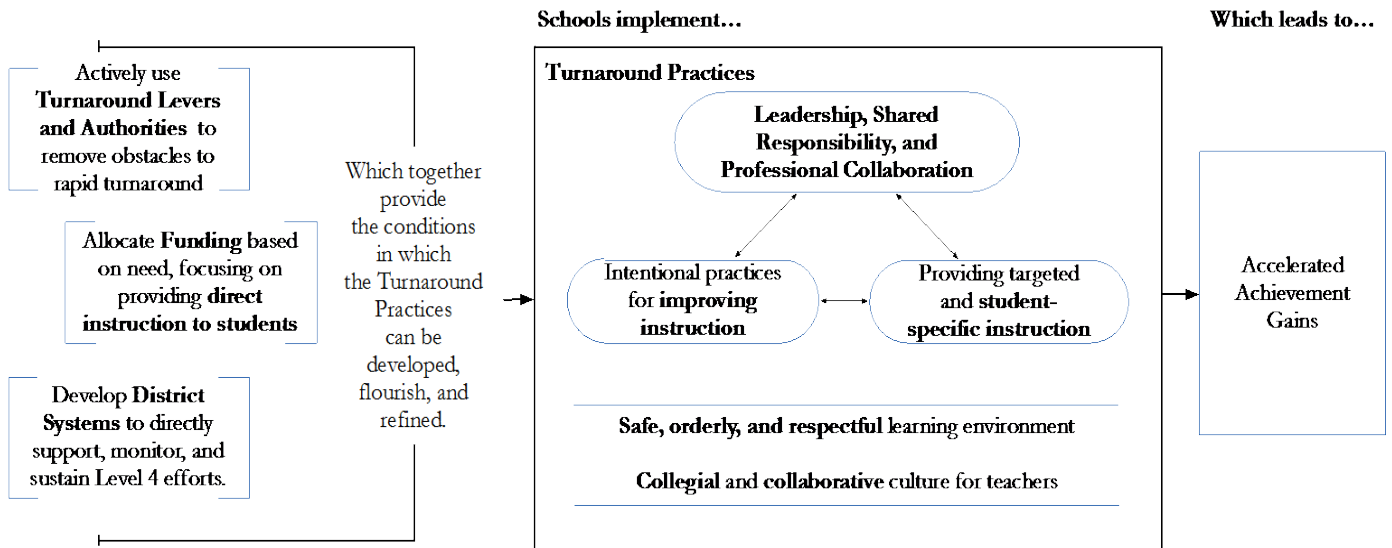 Schools implement...
Which leads to...
Actively use
Turnaround Levers
and Authorities to
remove obstacles to
rapid turnaround
Allocate Funding based
on need, focusing on
providing direct
instruction to students
Develop District
Systems to directly
support, monitor, and
sustain Level 4 efforts.
Which together
provide
the conditions
in which
the Turnaround
Practices
can be
developed,
flourish, and
refined.
Turnaround Practices
Leadership, Shared
Responsibility, and
Professional Collaboration
Intentional practices
for improving
instruction
Providing targeted
and student-
specific instruction
Safe, orderly, and respectful learning environment
Collegial and collaborative culture for teachers
Accelerated
Achievement
Gains